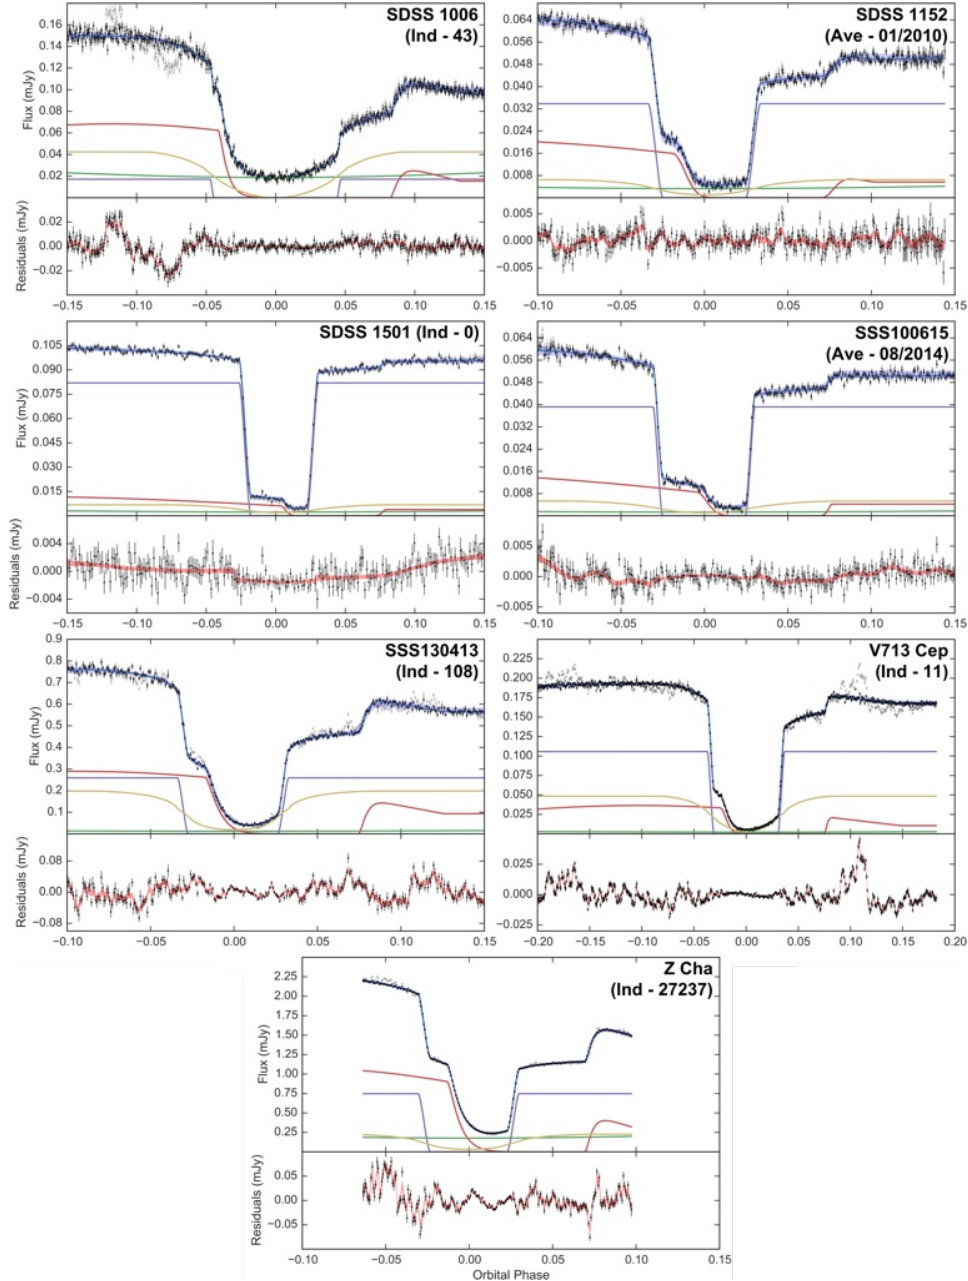 SDSS 1006
(Ind - 43)
Flux (mJy)
0.16
0.14
0.12
0.10
0.08
0.06
0.04
0.02
Residuals (mJy)
0.02
0.00
−0.02
−0.15 −0.10 −0.05 0.00 0.05 0.10 0.15
SDSS 1152
(Ave - 01/2010)
0.064
0.056
0.048
0.040
0.032
0.024
0.016
0.008
0.005
0.000
−0.005
−0.10 −0.05 0.00 0.05 0.10 0.15
SDSS 1501 (Ind - 0)
Flux (mJy)
0.105
0.090
0.075
0.060
0.045
0.030
0.015
Residuals (mJy)
0.004
0.000
−0.004
−0.15 −0.10 −0.05 0.00 0.05 0.10 0.15
SSS100615
(Ave - 08/2014)
0.064
0.056
0.048
0.040
0.032
0.024
0.016
0.008
0.005
0.000
−0.005
−0.10 −0.05 0.00 0.05 0.10 0.15
SSS130413
(Ind - 108)
Flux (mJy)
0.9
0.8
0.7
0.6
0.5
0.4
0.3
0.2
0.1
Residuals (mJy)
0.08
0.00
−0.08
−0.10 −0.05 0.00 0.05 0.10 0.15
V713 Cep
(Ind - 11)
0.225
0.200
0.175
0.150
0.125
0.100
0.075
0.050
0.025
0.025
0.000
−0.025
−0.20 −0.15 −0.10 −0.05 0.00 0.05 0.10 0.15 0.20
Z Cha
(Ind - 27237)
Flux (mJy)
2.25
2.00
1.75
1.50
1.25
1.00
0.75
0.50
0.25
Residuals (mJy)
0.05
0.00
−0.05
−0.10 −0.05 0.00 0.05 0.10 0.15
Orbital Phase